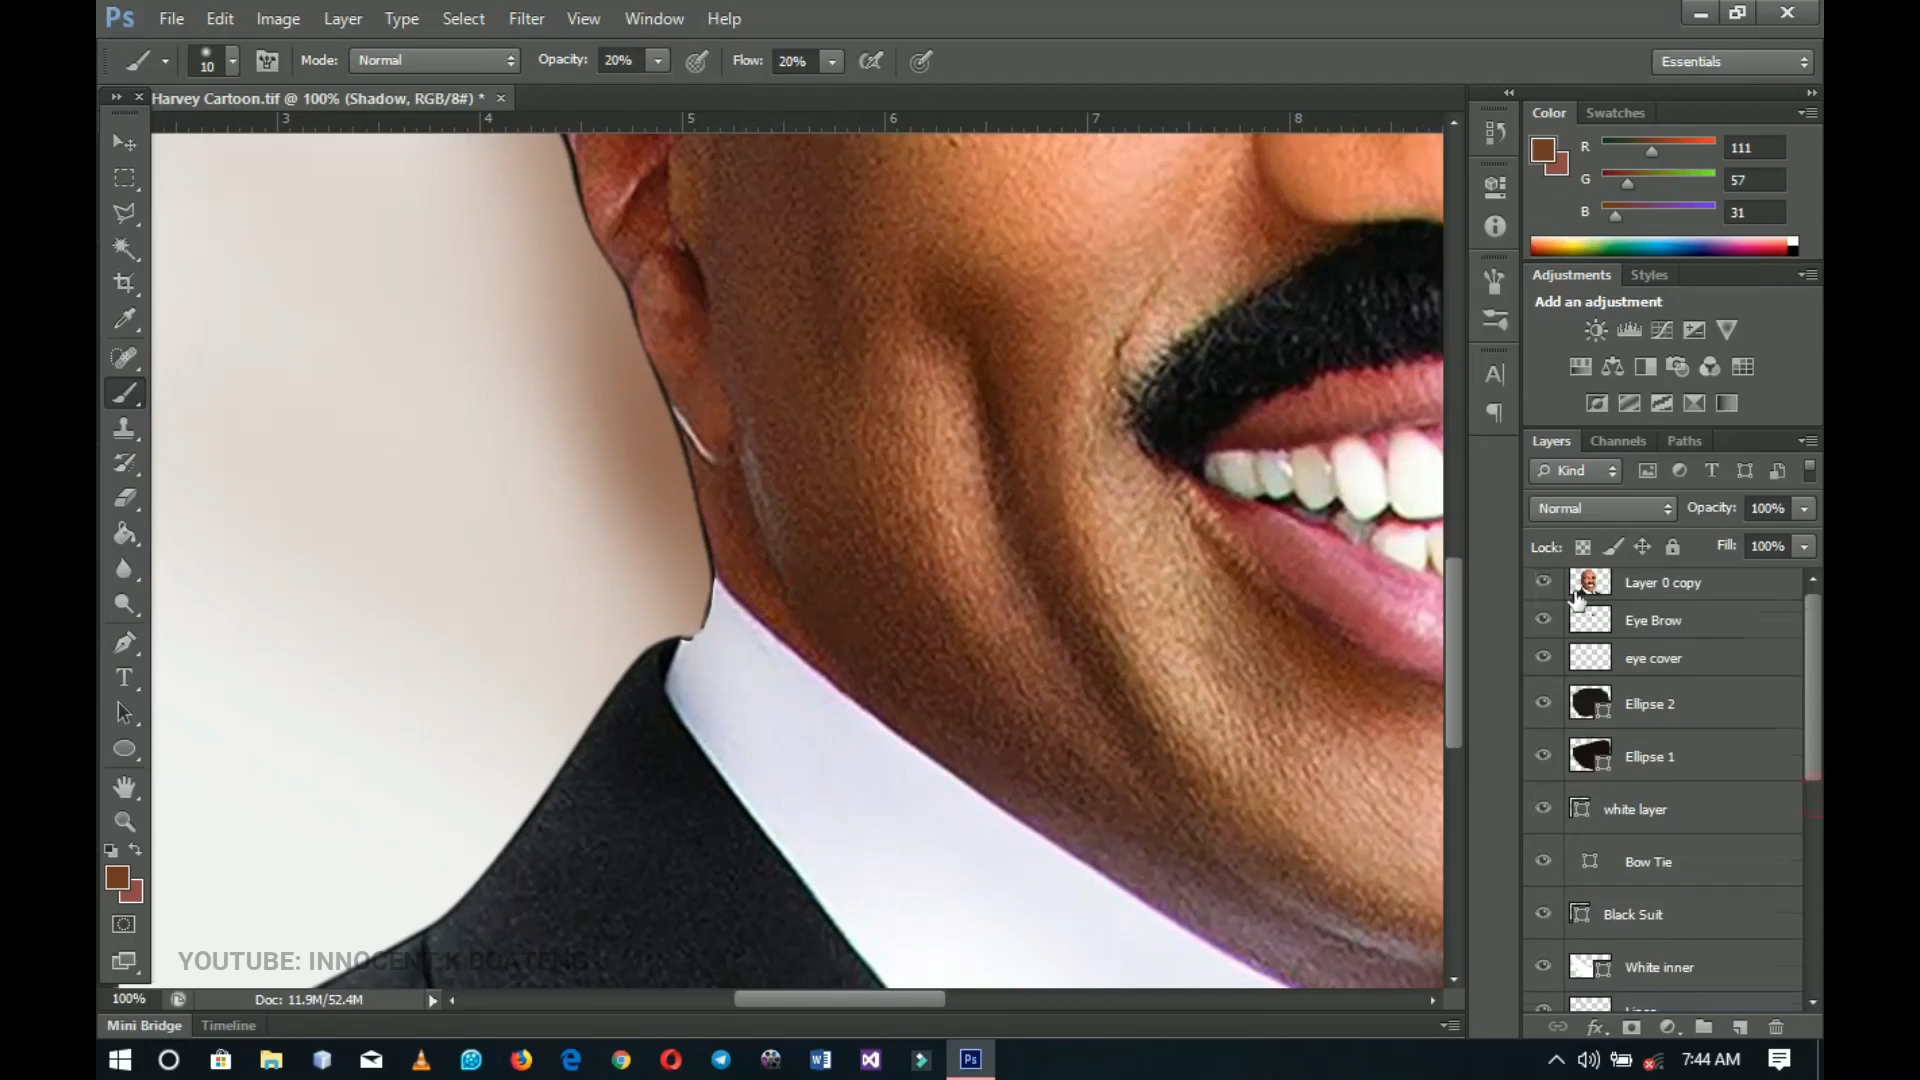 Ps File Edit Image Layer Type Select Filter View Window Help
10 Mode: Normal Opacity: 20% Flow: 20% Essentials
Harvey Cartoon.tif @ 100% (Shadow, RGB/8#) *
3 4 5 6 7 8
Color Swatches
R 111
G 57
B 31
Adjustments Styles
Add an adjustment
Layers Channels Paths
Kind
Normal Opacity: 100%
Lock: Fill: 100%
Layer 0 copy
Eye Brow
eye cover
Ellipse 2
Ellipse 1
white layer
Bow Tie
Black Suit
White inner
YOUTUBE: INNOCENT K BOATENG
100% Doc: 11.9M/52.4M
Mini Bridge Timeline
7:44 AM